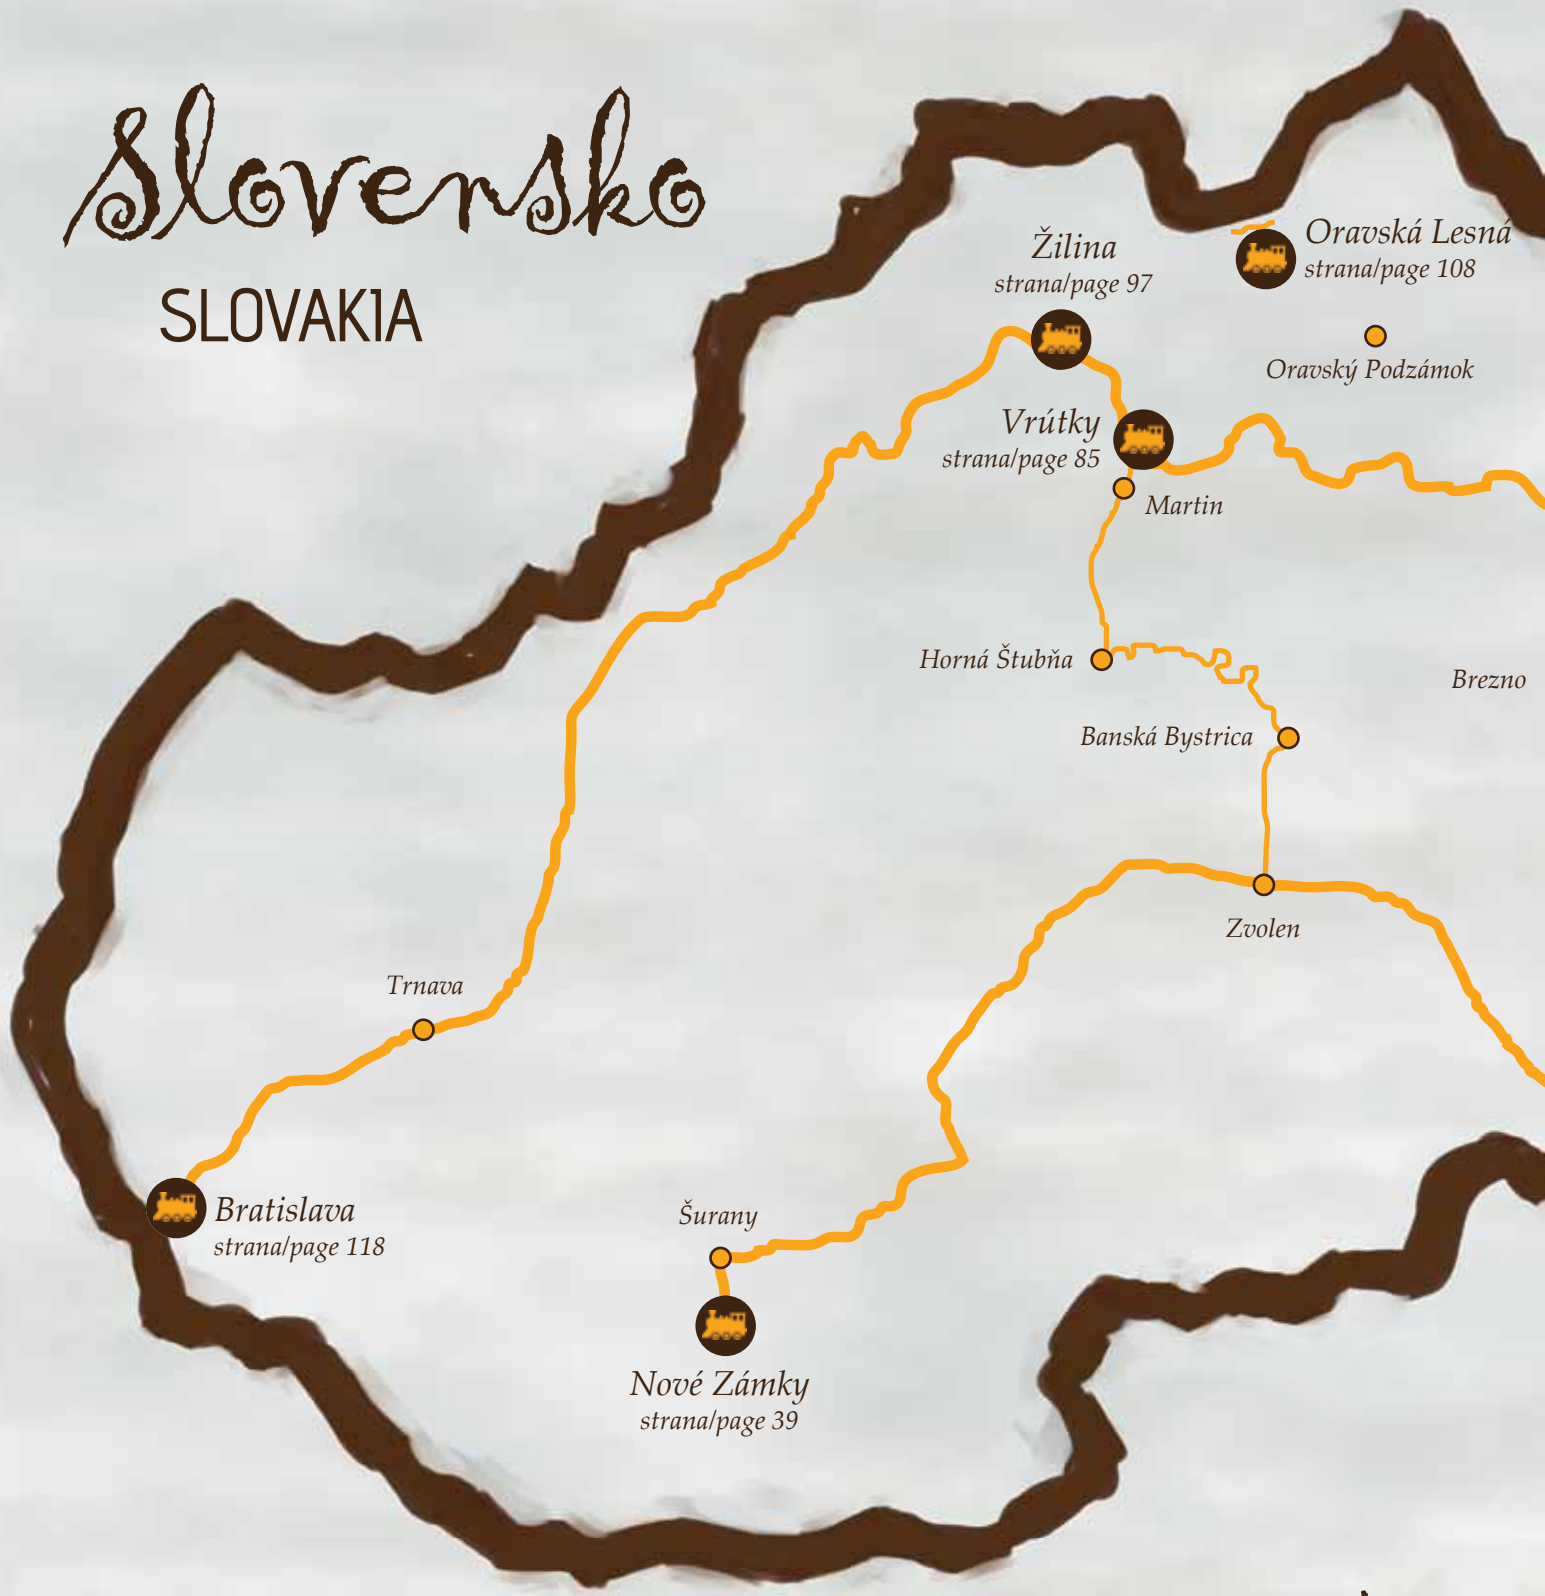 Slovensko
SLOVAKIA
Oravská Lesná
strana/page 108
Žilina
strana/page 97
Oravský Podzámok
Vrútky
strana/page 85
Martin
Horná Štubňa
Brezno
Banská Bystrica
Zvolen
Trnava
Bratislava
strana/page 118
Šurany
Nové Zámky
strana/page 39